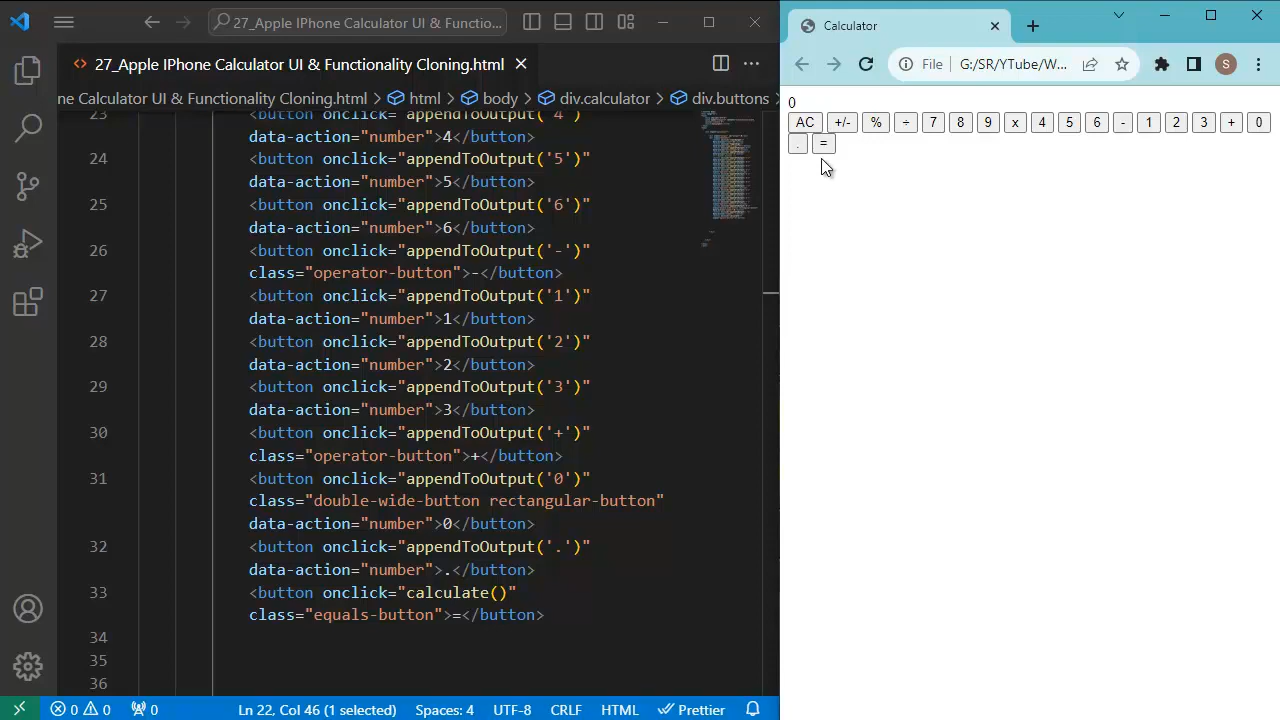 27_Apple IPhone Calculator UI & Functio...
27_Apple IPhone Calculator UI & Functionality Cloning.html
ne Calculator UI & Functionality Cloning.html > html > body > div.calculator > div.buttons >
23 <button onclick="appendToOutput('4')"
data-action="number">4</button>
24 <button onclick="appendToOutput('5')"
data-action="number">5</button>
25 <button onclick="appendToOutput('6')"
data-action="number">6</button>
26 <button onclick="appendToOutput('-')"
class="operator-button">-</button>
27 <button onclick="appendToOutput('1')"
data-action="number">1</button>
28 <button onclick="appendToOutput('2')"
data-action="number">2</button>
29 <button onclick="appendToOutput('3')"
data-action="number">3</button>
30 <button onclick="appendToOutput('+')"
class="operator-button">+</button>
31 <button onclick="appendToOutput('0')"
class="double-wide-button rectangular-button"
data-action="number">0</button>
32 <button onclick="appendToOutput('.')"
data-action="number">.</button>
33 <button onclick="calculate()"
class="equals-button">=</button>
34
35
36
0 0 0 Ln 22, Col 46 (1 selected) Spaces: 4 UTF-8 CRLF HTML Prettier
Calculator
File G:/SR/YTube/W... S
0
AC +/- % ÷ 7 8 9 x 4 5 6 - 1 2 3 + 0
. =